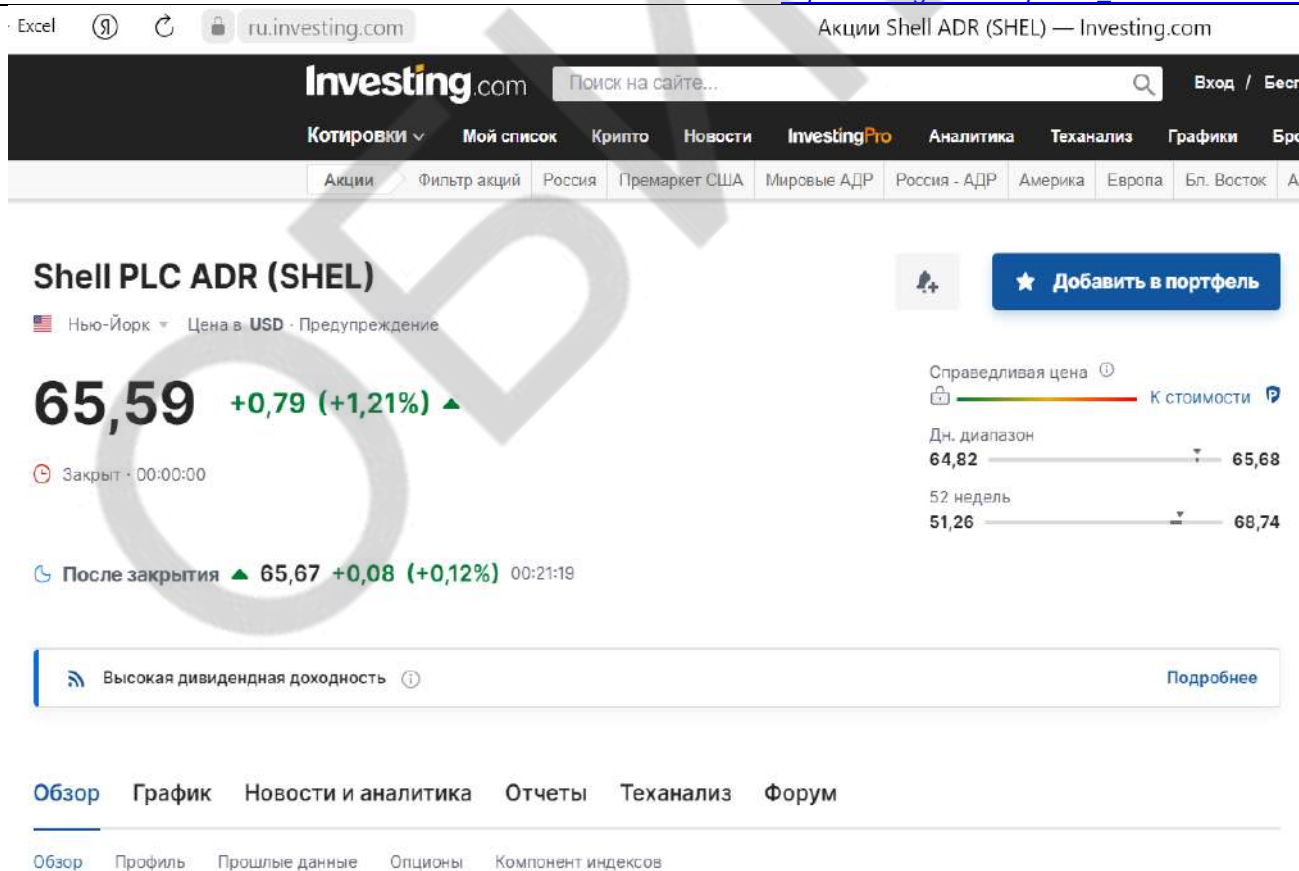 Excel ru.investing.com Акции Shell ADR (SHEL) — Investing.com
Investing.com Поиск на сайте... Вход /
Котировки Мой список Крипто Новости InvestingPro Аналитика Теханализ Графики
Акции Фильтр акций Россия Премаркет США Мировые АДР Россия - АДР Америка Европа Бл. Восток
Shell PLC ADR (SHEL)
Добавить в портфель
Нью-Йорк Цена в USD · Предупреждение
65,59 +0,79 (+1,21%)
Справедливая цена
К стоимости
Дн. диапазон
64,82 65,68
Закрыт · 00:00:00
52 недель
51,26 68,74
После закрытия 65,67 +0,08 (+0,12%) 00:21:19
Высокая дивидендная доходность Подробнее
Обзор График Новости и аналитика Отчеты Теханализ Форум
Обзор Профиль Прошлые данные Опционы Компонент индексов